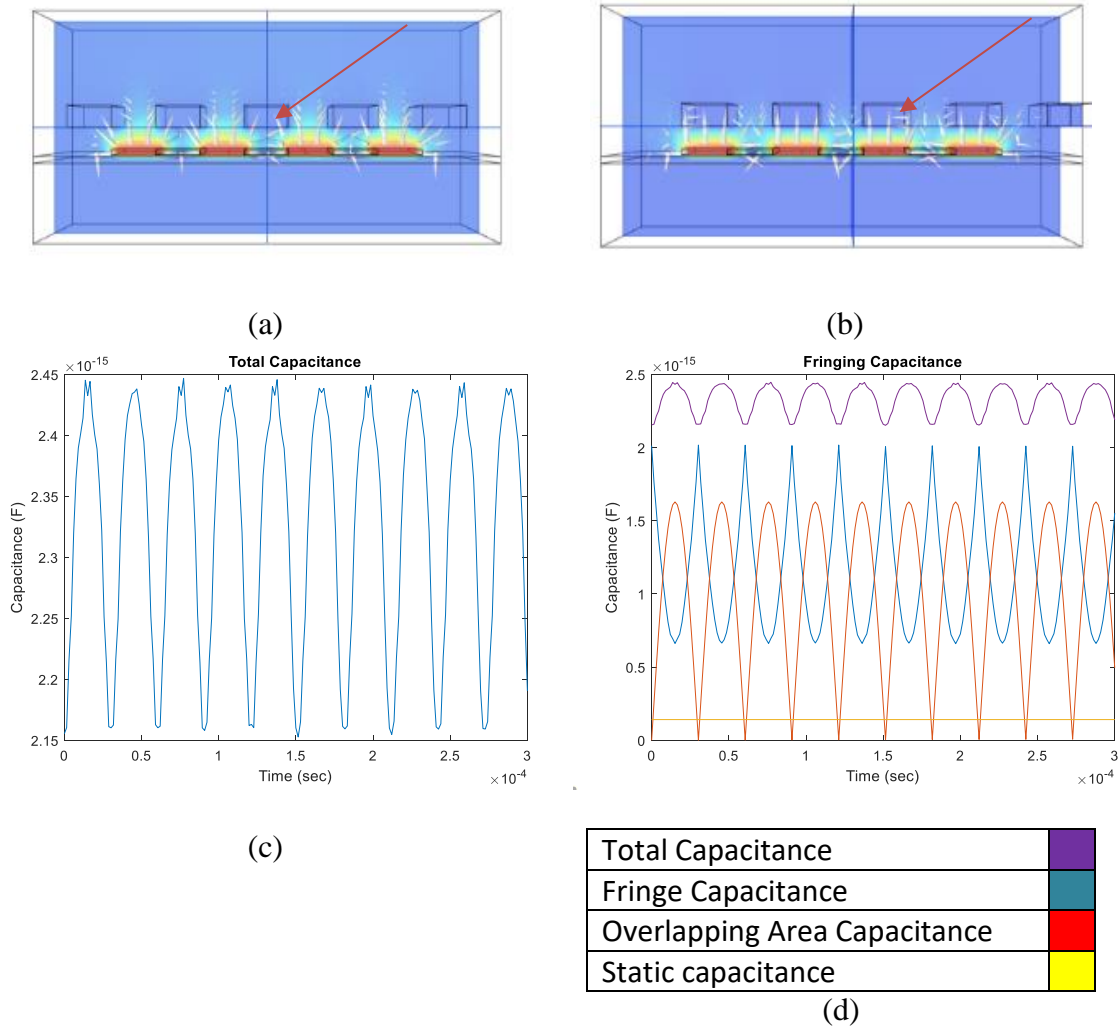 (a)
(b)
Total Capacitance
×10-15
2.45
2.4
2.35
2.3
2.25
2.2
2.15
Capacitance (F)
0 0.5 1 1.5 2 2.5 3
Time (sec)
×10-4
(c)
Fringing Capacitance
×10-15
2.5
2
1.5
1
0.5
0
Capacitance (F)
0 0.5 1 1.5 2 2.5 3
Time (sec)
×10-4
Total Capacitance
Fringe Capacitance
Overlapping Area Capacitance
Static capacitance
(d)